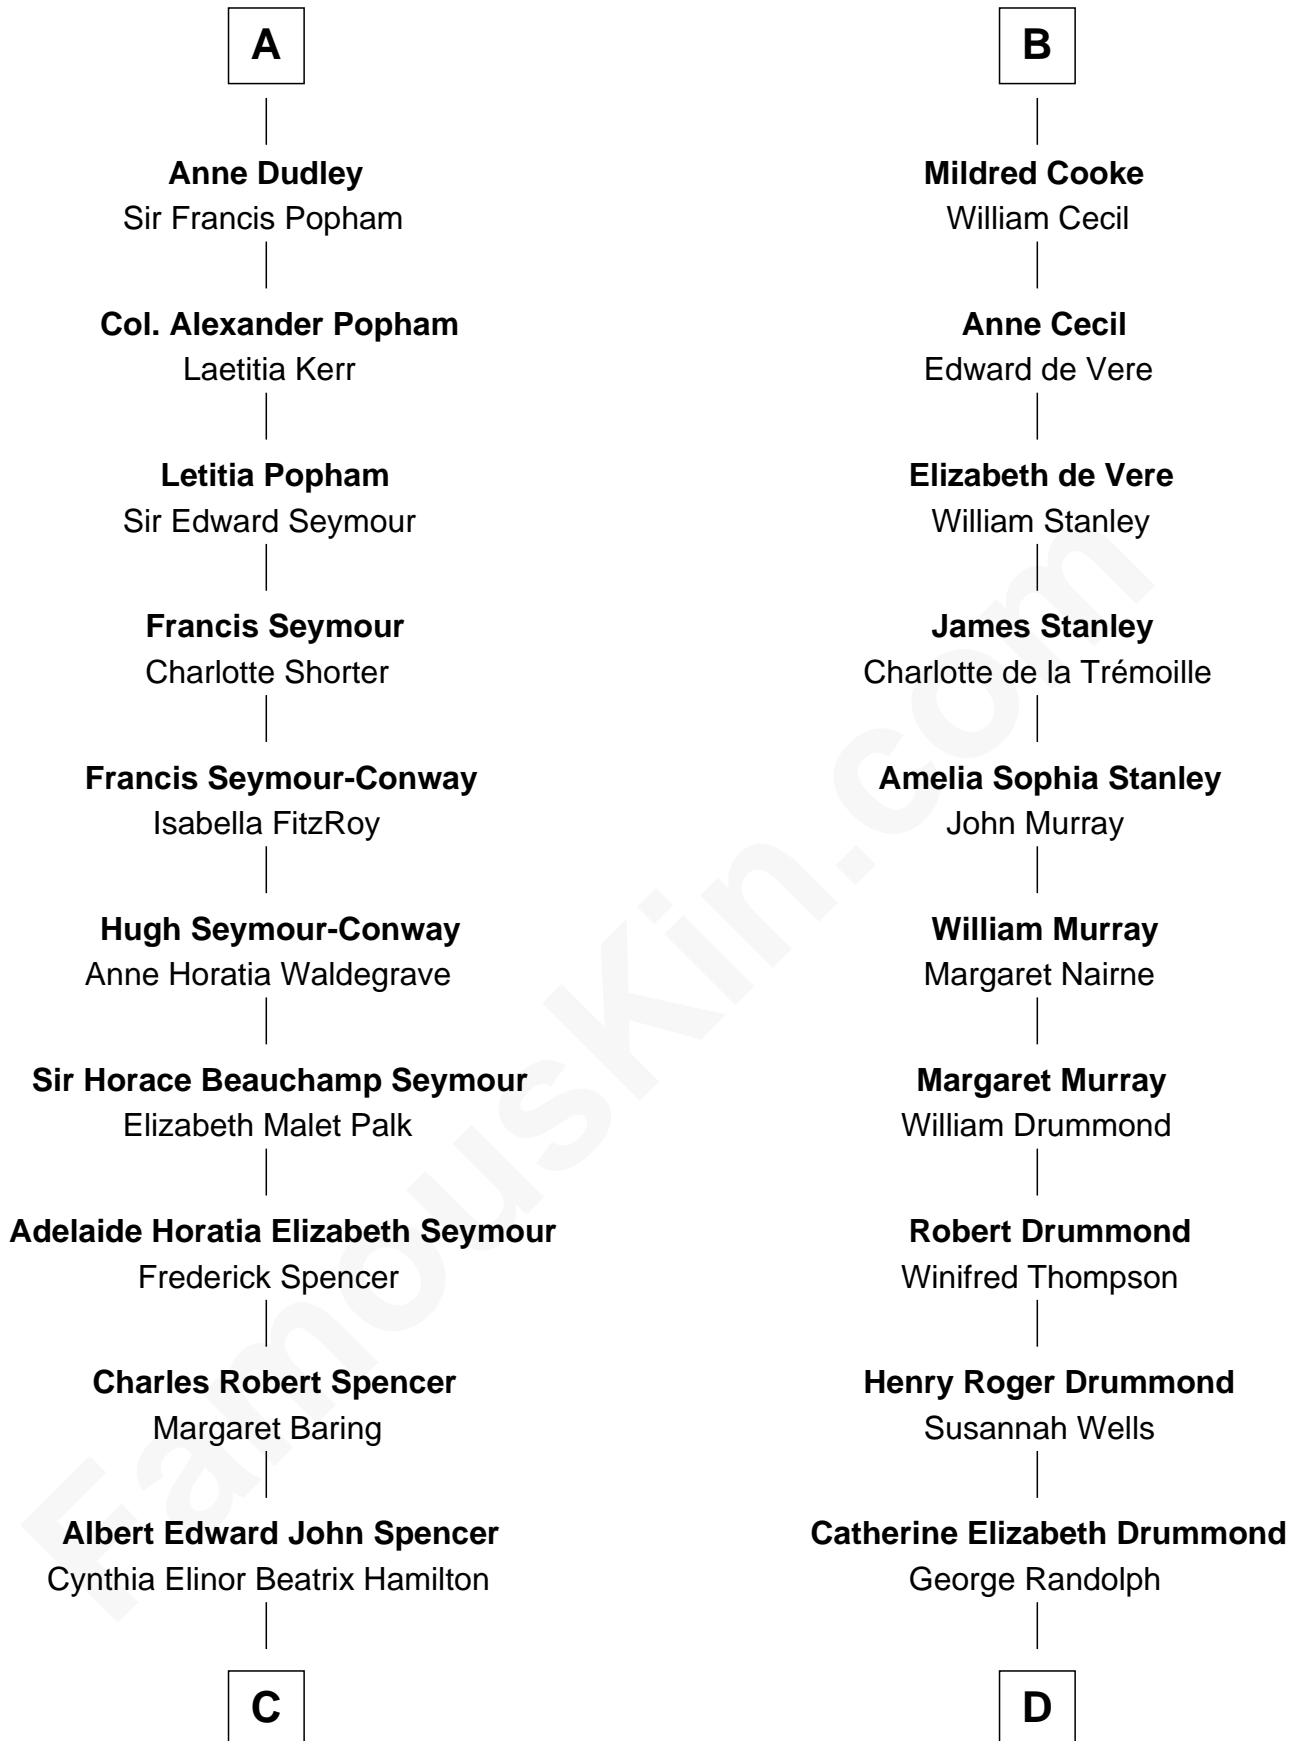 A
Anne Dudley
Sir Francis Popham
Col. Alexander Popham
Laetitia Kerr
Letitia Popham
Sir Edward Seymour
Francis Seymour
Charlotte Shorter
Francis Seymour-Conway
Isabella FitzRoy
Hugh Seymour-Conway
Anne Horatia Waldegrave
Sir Horace Beauchamp Seymour
Elizabeth Malet Palk
Adelaide Horatia Elizabeth Seymour
Frederick Spencer
Charles Robert Spencer
Margaret Baring
Albert Edward John Spencer
Cynthia Elinor Beatrix Hamilton
C
B
Mildred Cooke
William Cecil
Anne Cecil
Edward de Vere
Elizabeth de Vere
William Stanley
James Stanley
Charlotte de la Trémoille
Amelia Sophia Stanley
John Murray
William Murray
Margaret Nairne
Margaret Murray
William Drummond
Robert Drummond
Winifred Thompson
Henry Roger Drummond
Susannah Wells
Catherine Elizabeth Drummond
George Randolph
D
FamousKin.com